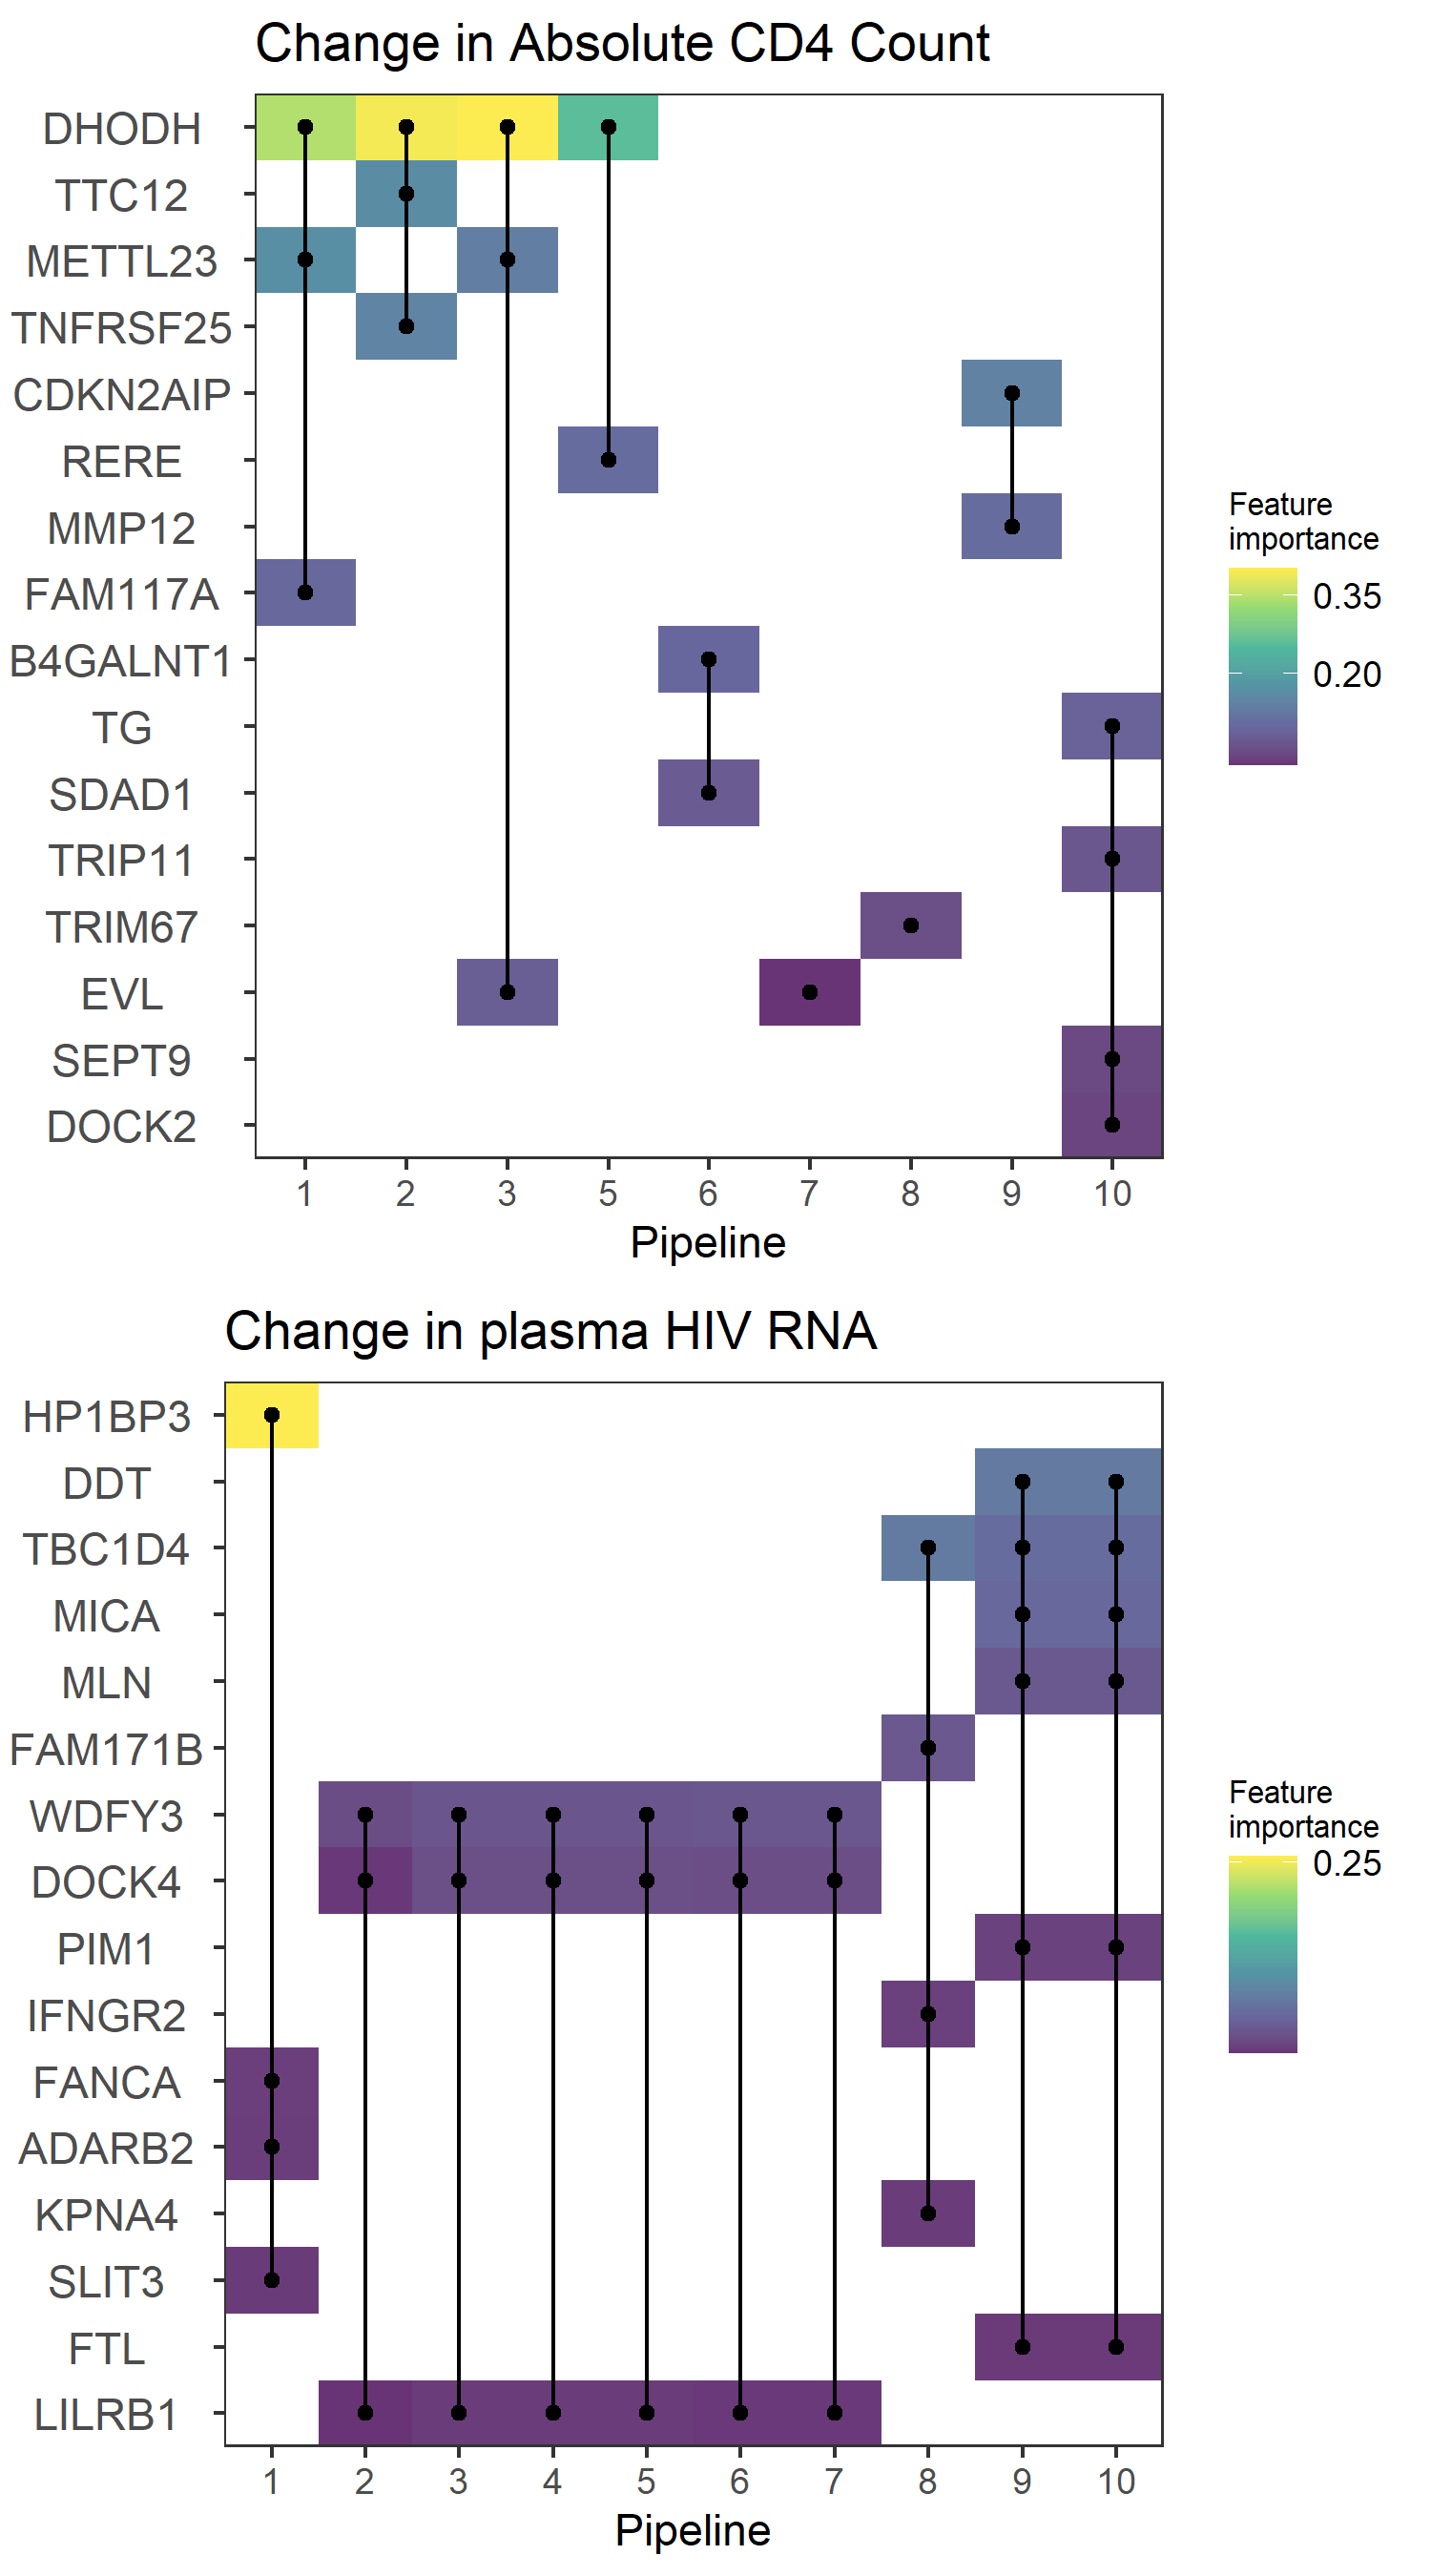 Change in Absolute CD4 Count
DHODH
TTC12
METTL23
TNFRSF25
CDKN2AIP
RERE
MMP12
FAM117A
B4GALNT1
TG
SDAD1
TRIP11
TRIM67
EVL
SEPT9
DOCK2
1 2 3 5 6 7 8 9 10
Pipeline
Feature
importance
0.35
0.20
Change in plasma HIV RNA
HP1BP3
DDT
TBC1D4
MICA
MLN
FAM171B
WDFY3
DOCK4
PIM1
IFNGR2
FANCA
ADARB2
KPNA4
SLIT3
FTL
LILRB1
1 2 3 4 5 6 7 8 9 10
Pipeline
Feature
importance
0.25